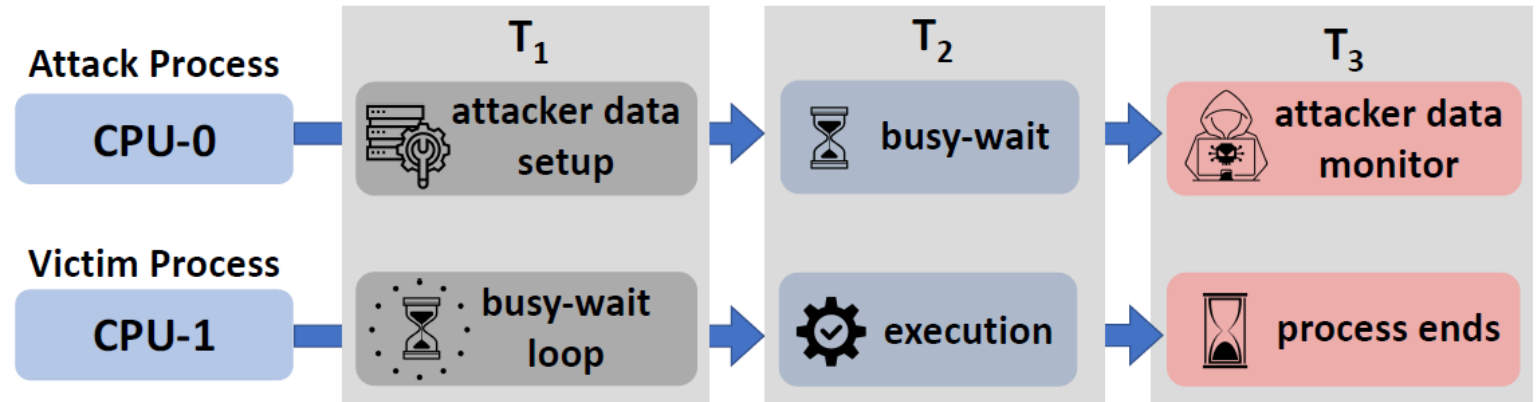 T₁
T₂
T₃
Attack Process
CPU-0
attacker data
setup
busy-wait
attacker data
monitor
Victim Process
CPU-1
busy-wait
loop
execution
process ends